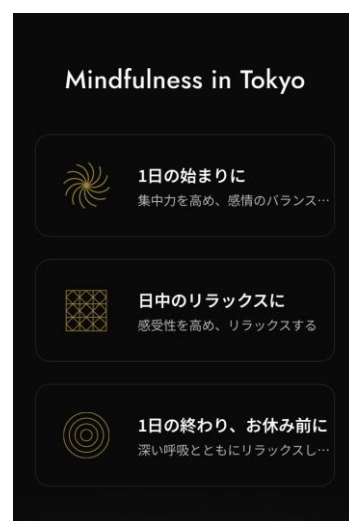 Mindfulness in Tokyo
1日の始まりに
集中力を高め、感情のバランス…
日中のリラックスに
感受性を高め、リラックスする
1日の終わり、お休み前に
深い呼吸とともにリラックスし…